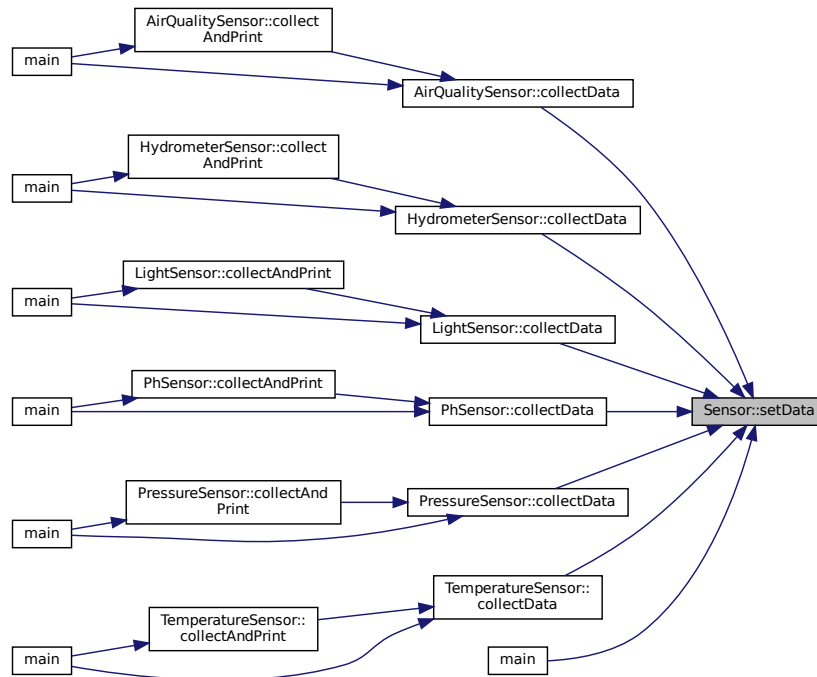 AirQualitySensor::collect
AndPrint
main
AirQualitySensor::collectData
HydrometerSensor::collect
AndPrint
main
HydrometerSensor::collectData
LightSensor::collectAndPrint
main
LightSensor::collectData
PhSensor::collectAndPrint
main
PhSensor::collectData
Sensor::setData
PressureSensor::collectAnd
Print
PressureSensor::collectData
main
TemperatureSensor::
collectData
TemperatureSensor::
collectAndPrint
main
main